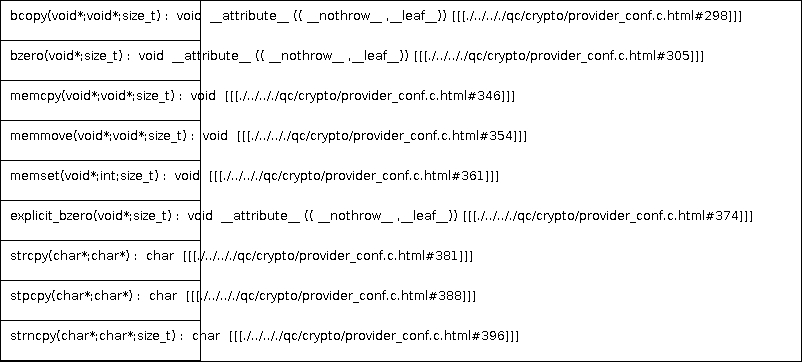 bcopy(void*;void*;size_t) : void __attribute__ (( __nothrow__ ,__leaf__)) [[[./../.././qc/crypto/provider_conf.c.html#298]]]
bzero(void*;size_t) : void __attribute__ (( __nothrow__ ,__leaf__)) [[[./../.././qc/crypto/provider_conf.c.html#305]]]
memcpy(void*;void*;size_t) : void [[[./../.././qc/crypto/provider_conf.c.html#346]]]
memmove(void*;void*;size_t) : void [[[./../.././qc/crypto/provider_conf.c.html#354]]]
memset(void*;int;size_t) : void [[[./../.././qc/crypto/provider_conf.c.html#361]]]
explicit_bzero(void*;size_t) : void __attribute__ (( __nothrow__ ,__leaf__)) [[[./../.././qc/crypto/provider_conf.c.html#374]]]
strcpy(char*;char*) : char [[[./../.././qc/crypto/provider_conf.c.html#381]]]
stpcpy(char*;char*) : char [[[./../.././qc/crypto/provider_conf.c.html#388]]]
strncpy(char*;char*;size_t) : char [[[./../.././qc/crypto/provider_conf.c.html#396]]]